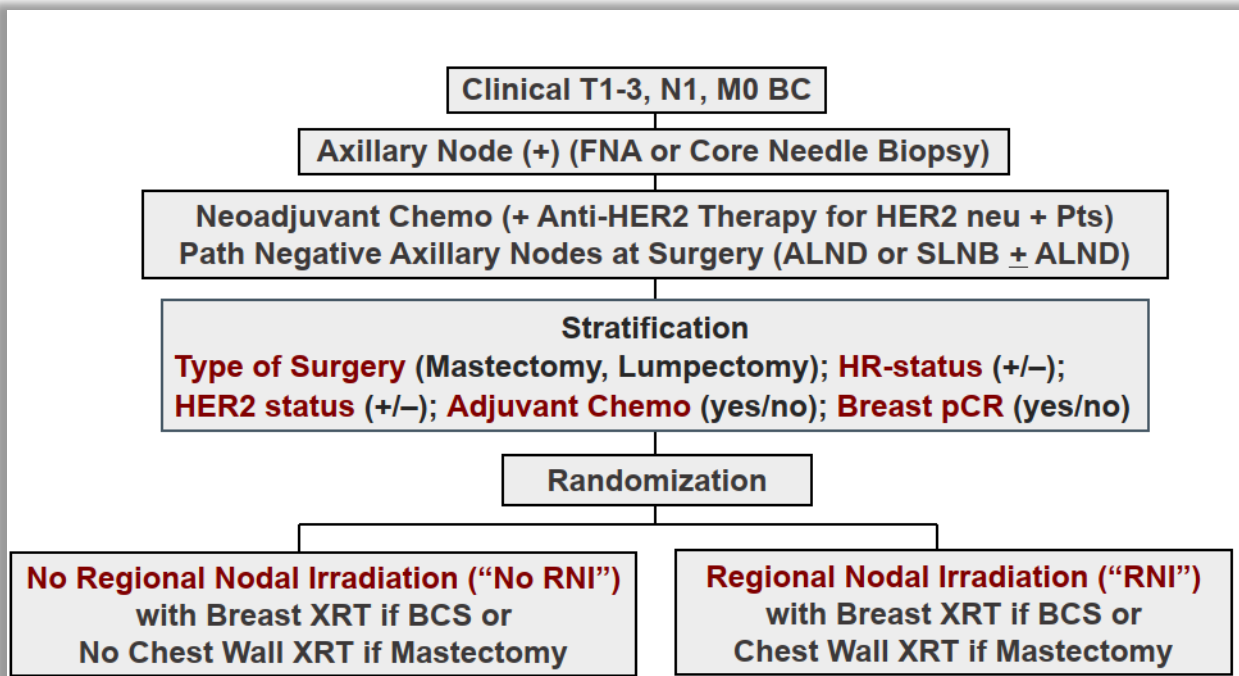 Clinical T1-3, N1, M0 BC
Axillary Node (+) (FNA or Core Needle Biopsy)
Neoadjuvant Chemo (+ Anti-HER2 Therapy for HER2 neu + Pts)
Path Negative Axillary Nodes at Surgery (ALND or SLNB + ALND)
Stratification
Type of Surgery (Mastectomy, Lumpectomy); HR-status (+/–);
HER2 status (+/–); Adjuvant Chemo (yes/no); Breast pCR (yes/no)
Randomization
No Regional Nodal Irradiation (“No RNI”)
with Breast XRT if BCS or
No Chest Wall XRT if Mastectomy
Regional Nodal Irradiation (“RNI”)
with Breast XRT if BCS or
Chest Wall XRT if Mastectomy